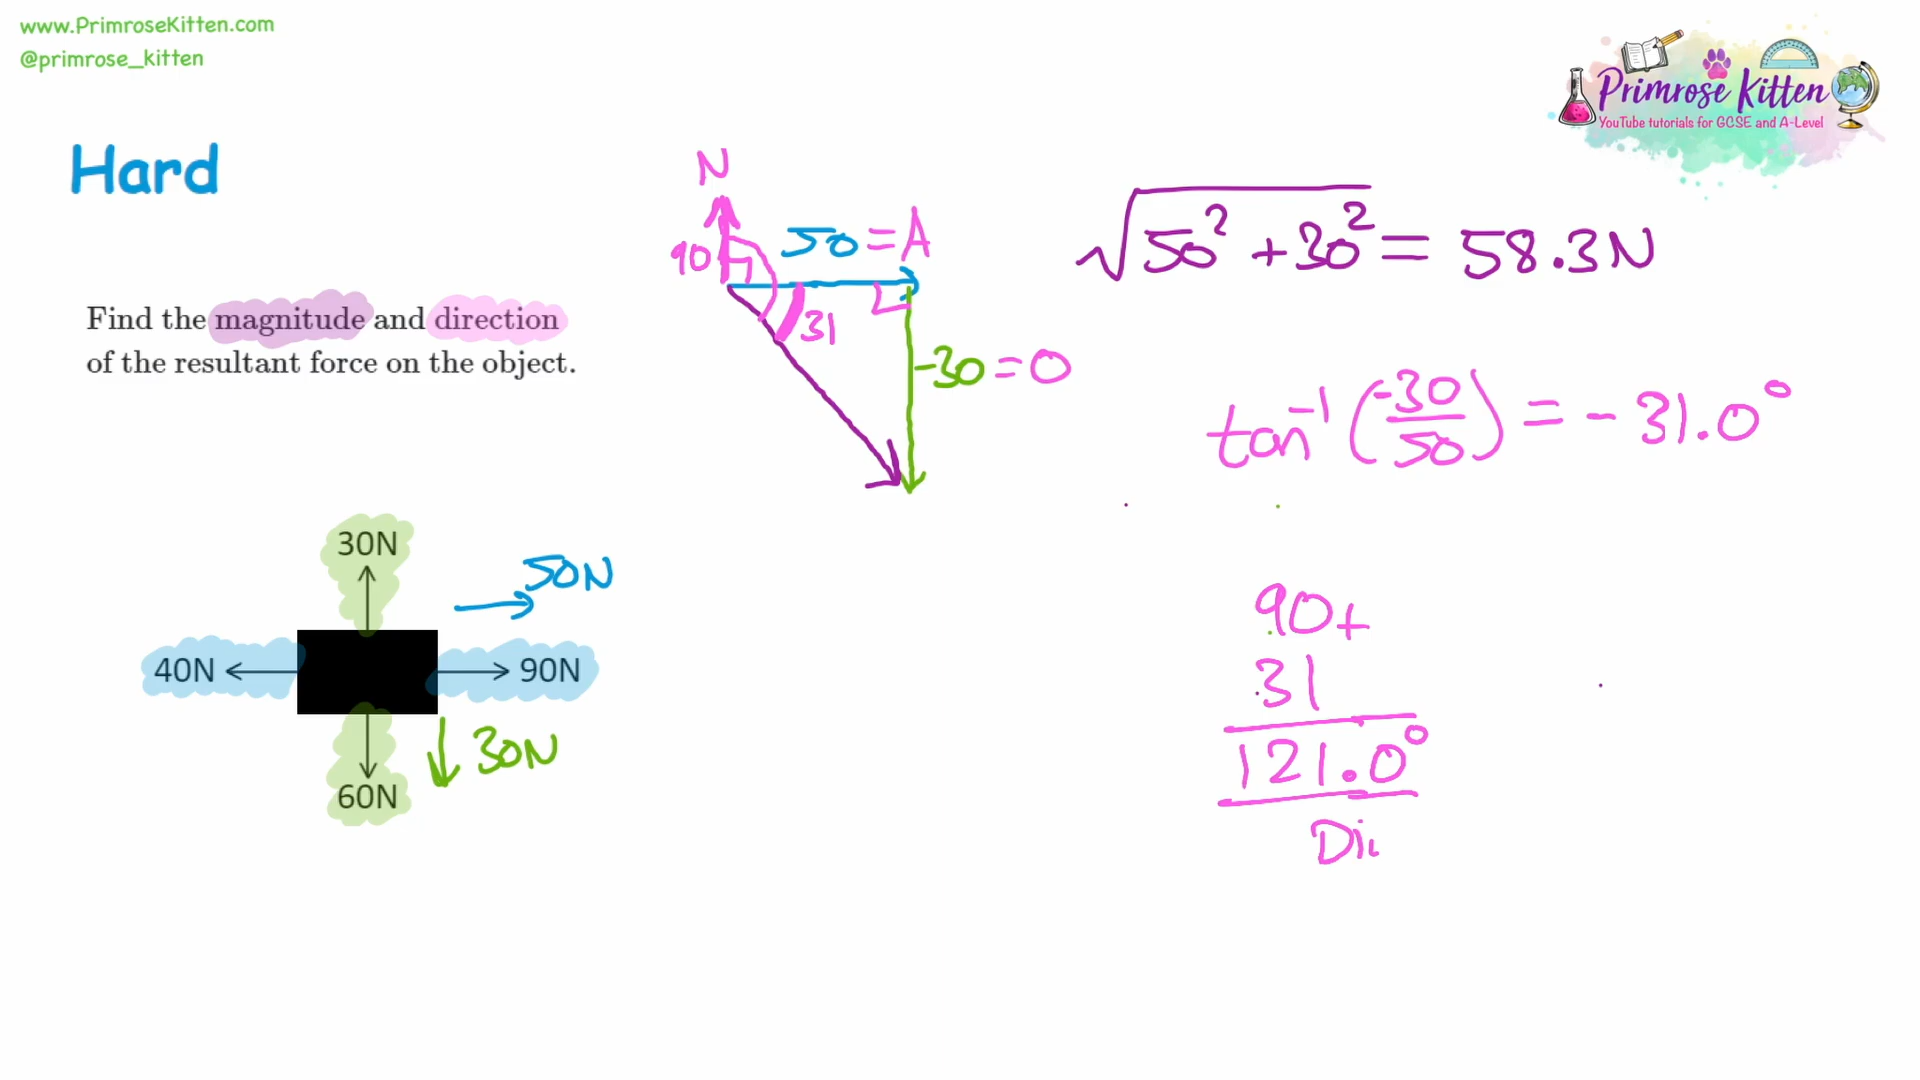 www.PrimroseKitten.com
@primrose_kitten
Primrose Kitten
YouTube tutorials for GCSE and A-Level
Hard
Find the magnitude and direction
of the resultant force on the object.
N
90
50 = A
31
-30 = O
√50² + 30² = 58.3N
tan⁻¹ (-30/50) = -31.0°
30N
50N
40N
90N
30N
60N
90+
31
121.0°